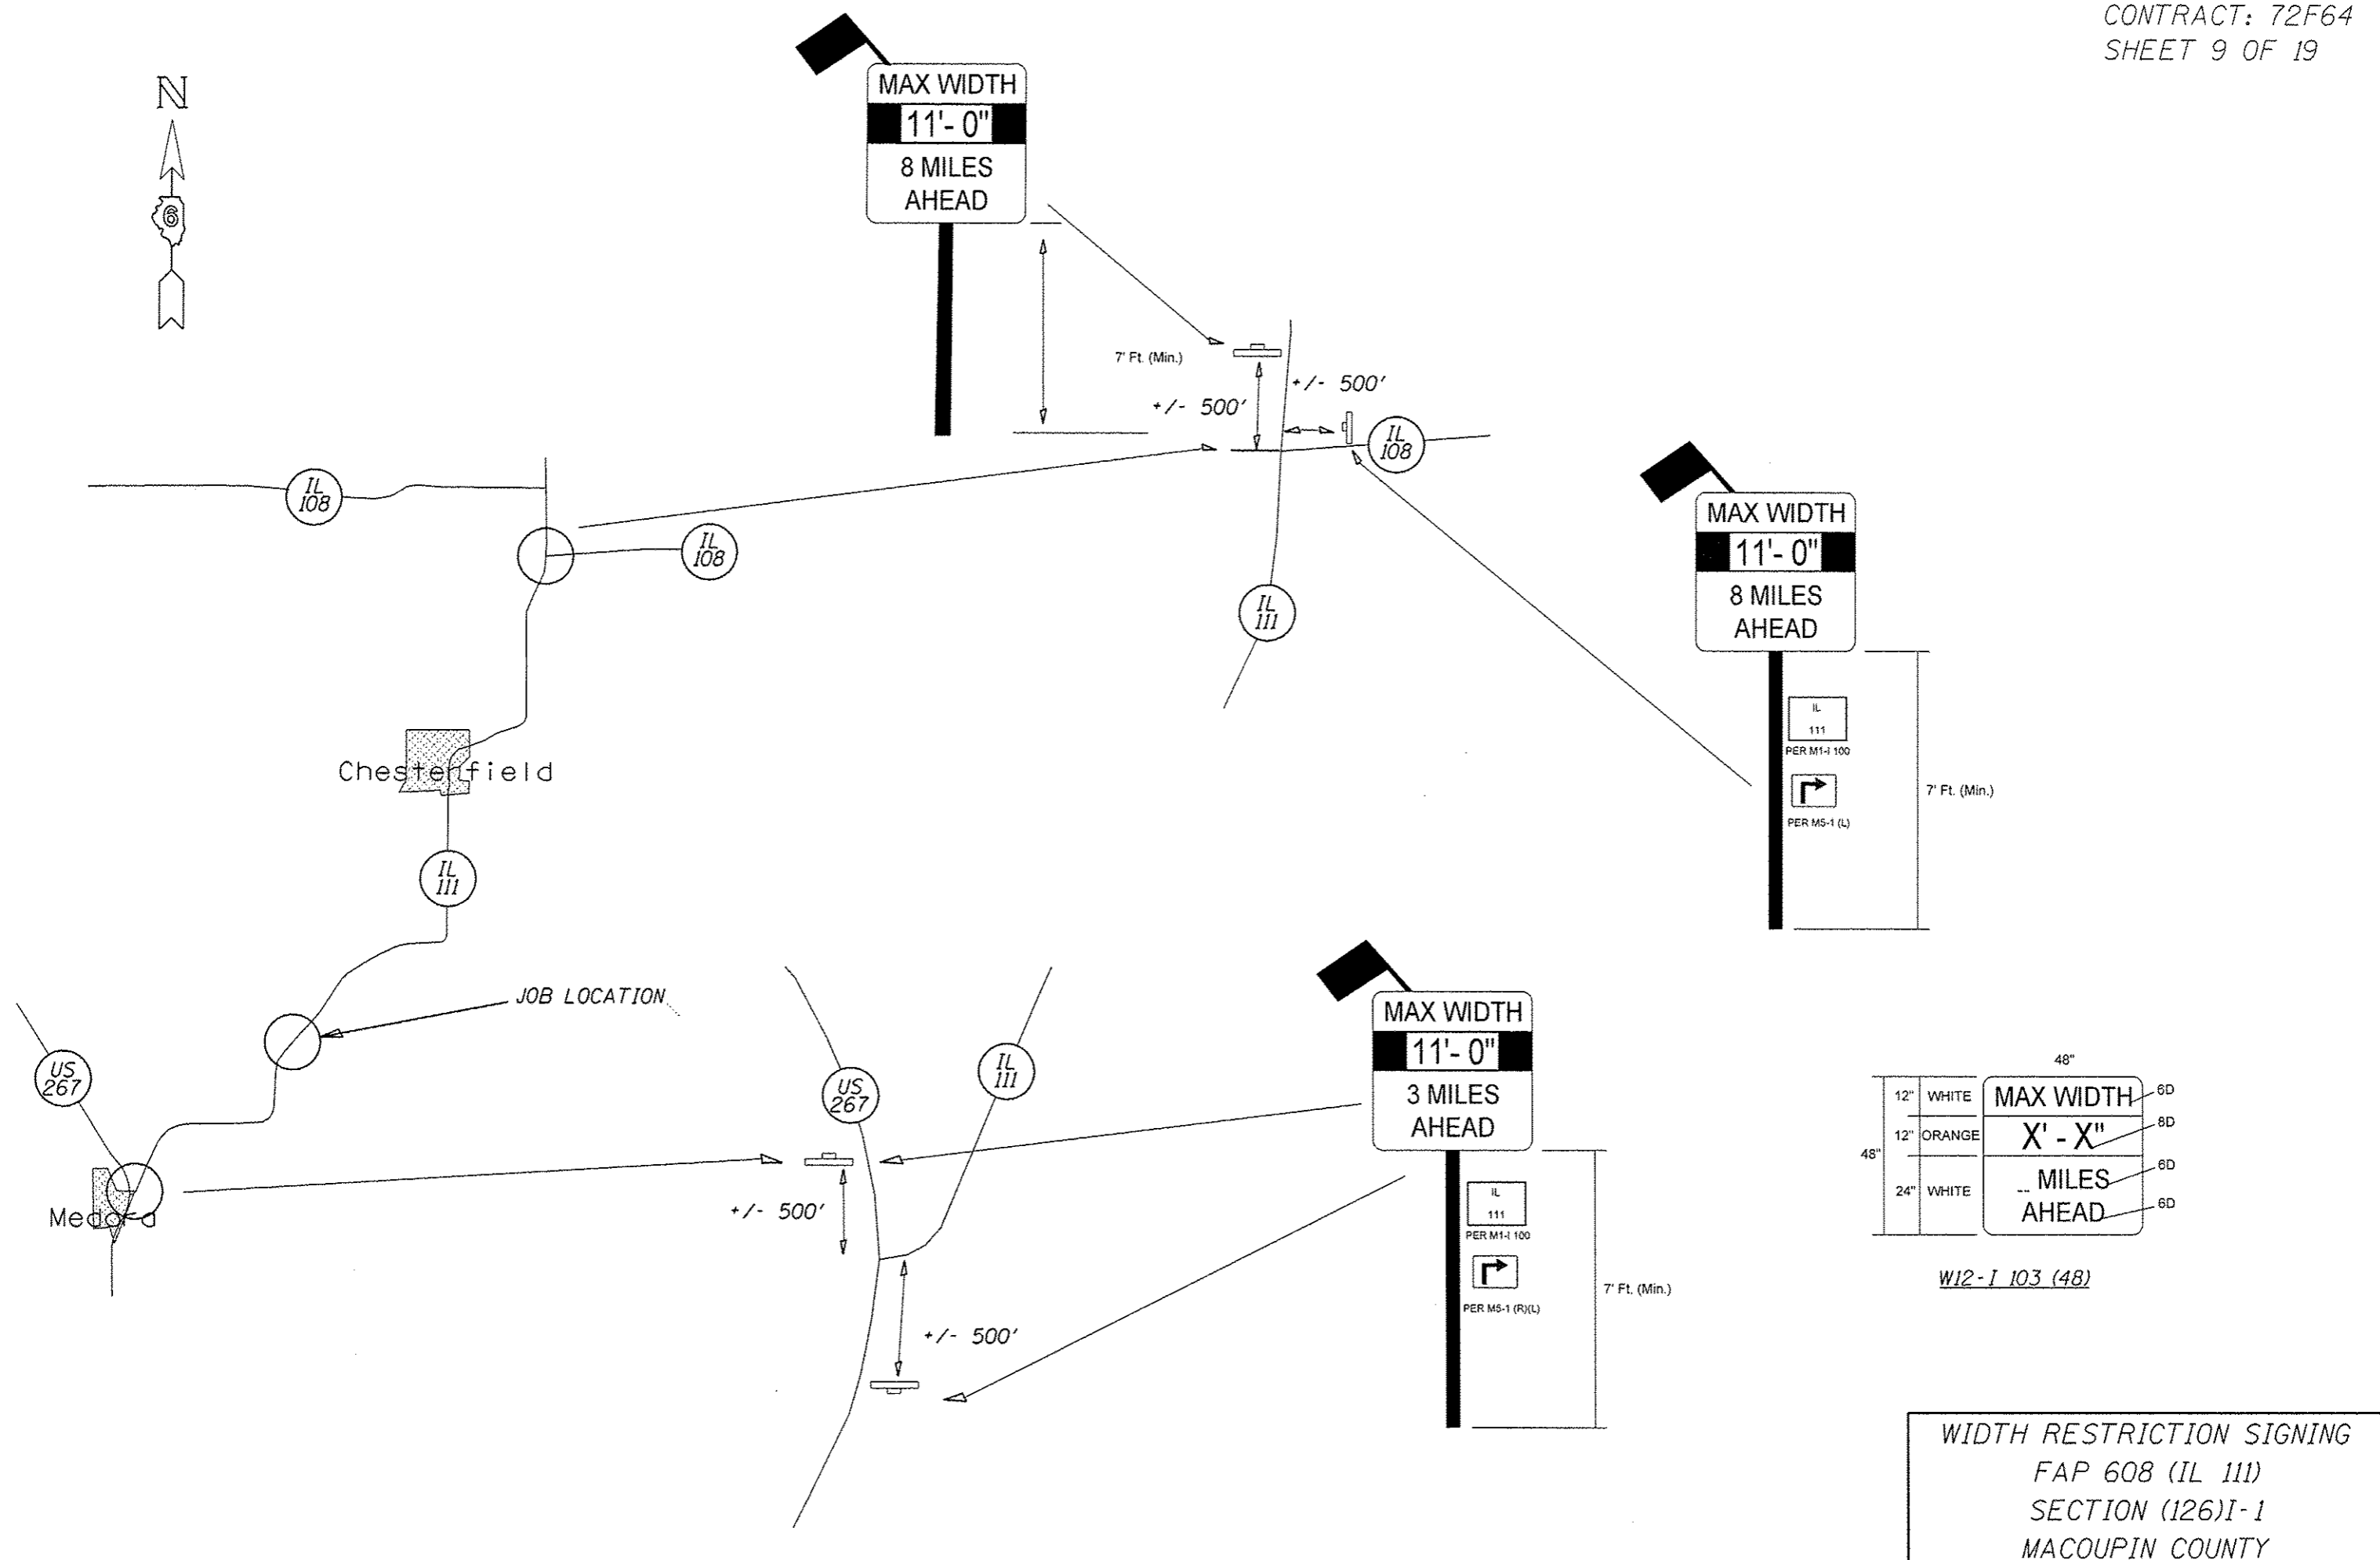 CONTRACT: 72F64
SHEET 9 OF 19
N
6
MAX WIDTH
11'- 0"
8 MILES
AHEAD
7' Ft. (Min.)
+/- 500'
+/- 500'
IL
108
IL
111
IL
108
IL
108
MAX WIDTH
11'- 0"
8 MILES
AHEAD
IL
111
PER M1-I 100
PER M5-1 (L)
7' Ft. (Min.)
Chesterfield
IL
111
JOB LOCATION
US
267
Medora
US
267
IL
111
+/- 500'
+/- 500'
MAX WIDTH
11'- 0"
3 MILES
AHEAD
IL
111
PER M1-I 100
PER M5-1 (R)(L)
7' Ft. (Min.)
48"
48"
12" WHITE MAX WIDTH 6D
12" ORANGE X' - X" 8D
24" WHITE -- MILES 6D
AHEAD 6D
W12-I 103 (48)
WIDTH RESTRICTION SIGNING
FAP 608 (IL 111)
SECTION (126)I-1
MACOUPIN COUNTY